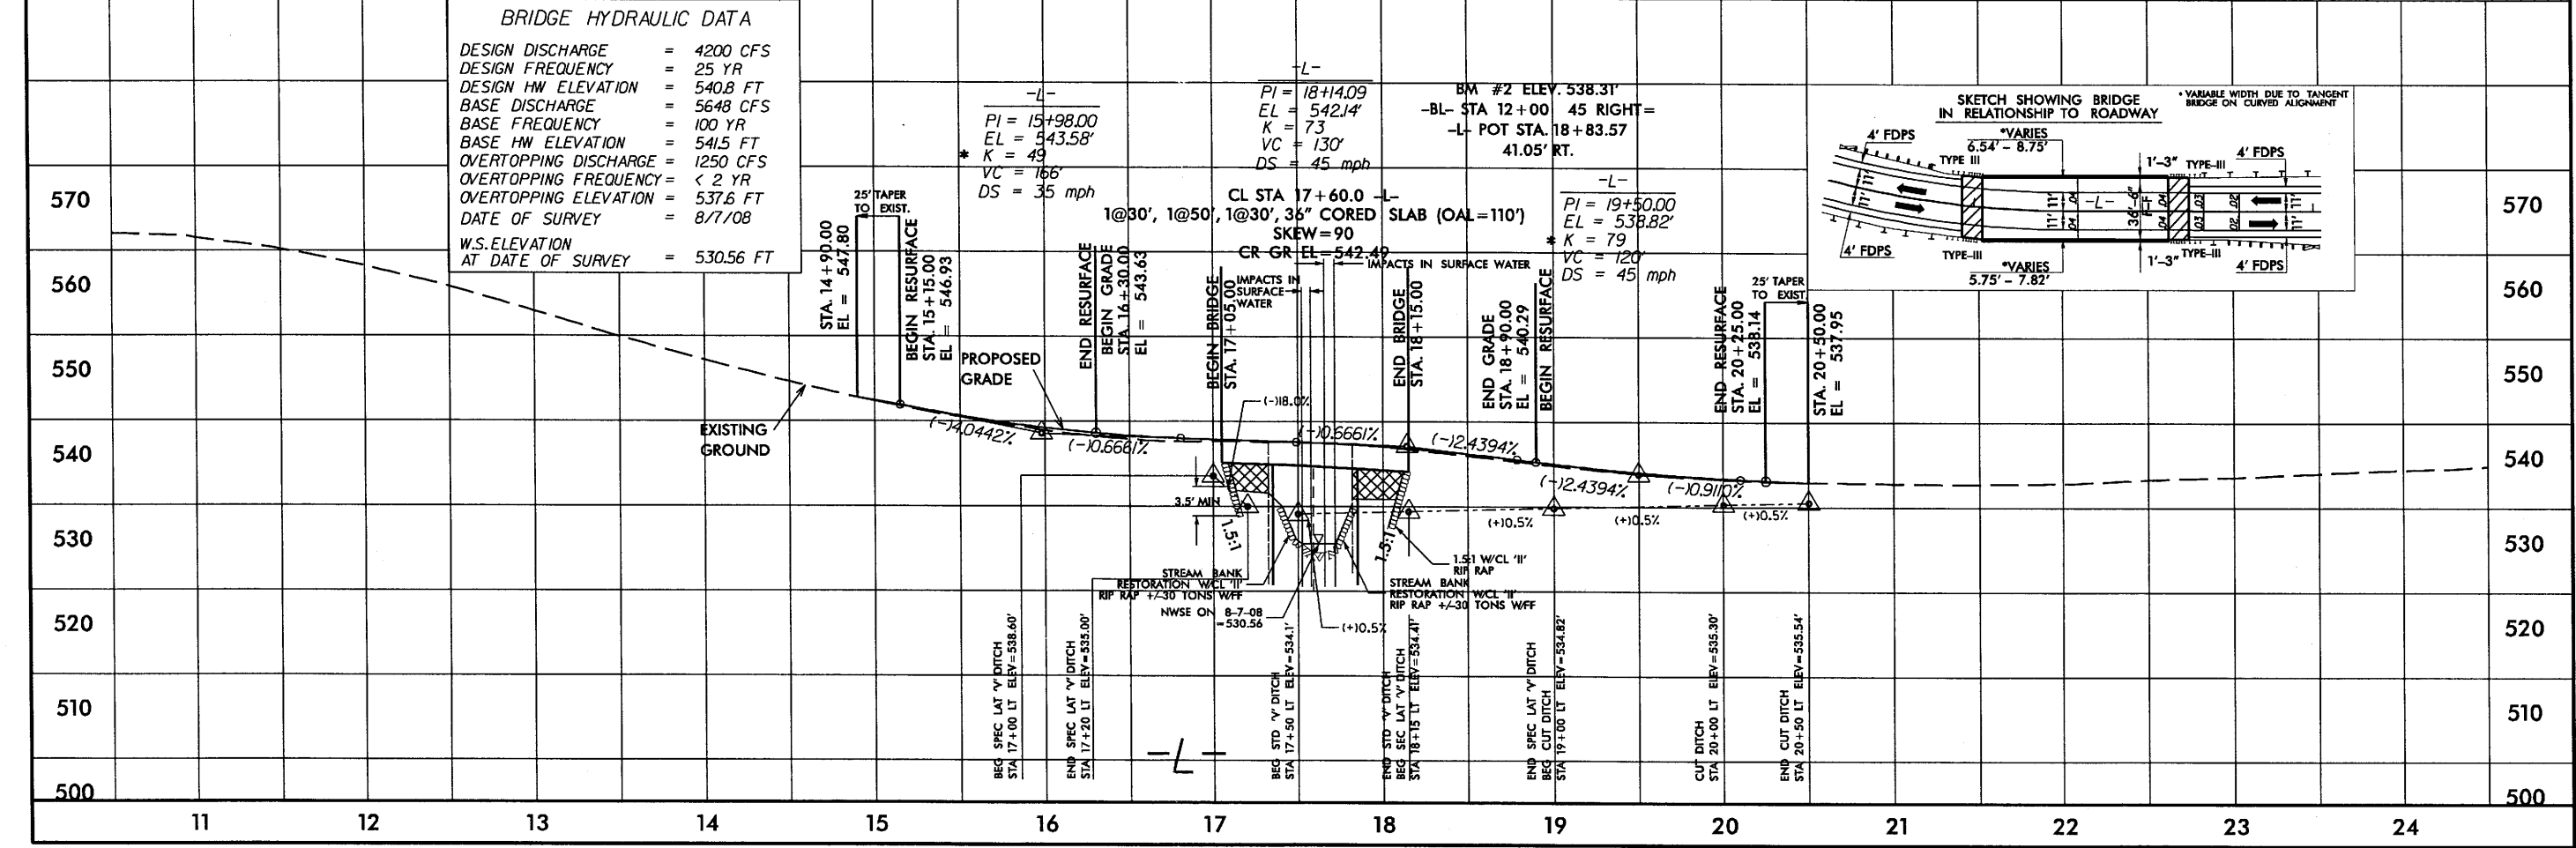 BRIDGE HYDRAULIC DATA
DESIGN DISCHARGE = 4200 CFS
DESIGN FREQUENCY = 25 YR
DESIGN HW ELEVATION = 540.8 FT
BASE DISCHARGE = 5648 CFS
BASE FREQUENCY = 100 YR
BASE HW ELEVATION = 541.5 FT
OVERTOPPING DISCHARGE = 1250 CFS
OVERTOPPING FREQUENCY = < 2 YR
OVERTOPPING ELEVATION = 537.6 FT
DATE OF SURVEY = 8/7/08
W.S.ELEVATION
AT DATE OF SURVEY = 530.56 FT
-L-
PI = 15+98.00
EL = 543.58'
* K = 49
VC = 166'
DS = 35 mph
-L-
PI = 18+14.09
EL = 542.14'
K = 73
VC = 130'
DS = 45 mph
BM #2 ELEV. 538.31'
-BL- STA 12+00 45 RIGHT=
-L- POT STA. 18+83.57
41.05' RT.
CL STA 17+60.0 -L-
1@30', 1@50', 1@30', 36" CORED SLAB (OAL=110')
SKEW=90
CR GR EL=542.49
-L-
PI = 19+50.00
EL = 538.82'
* K = 79
VC = 120'
DS = 45 mph
SKETCH SHOWING BRIDGE
IN RELATIONSHIP TO ROADWAY
* VARIABLE WIDTH DUE TO TANGENT
BRIDGE ON CURVED ALIGNMENT
4' FDPS
TYPE III
*VARIES
6.54' - 8.75'
1'-3"
TYPE-III
4' FDPS
11' 11'
11' 11'
.04 .04
-L-
36'-6"
F-F
.04 .04
.03 .03
.02 .02
11' 11'
4' FDPS
TYPE-III
*VARIES
5.75' - 7.82'
1'-3"
TYPE-III
4' FDPS
25' TAPER
TO EXIST.
STA. 14+90.00
EL = 547.80
BEGIN RESURFACE
STA. 15+15.00
EL = 546.93
END RESURFACE
BEGIN GRADE
STA. 16+30.00
EL = 543.63
BEGIN BRIDGE
STA. 17+05.00
IMPACTS IN
SURFACE
WATER
IMPACTS IN SURFACE WATER
END BRIDGE
STA. 18+15.00
END GRADE
STA. 18+90.00
EL = 540.29
BEGIN RESURFACE
END RESURFACE
STA. 20+25.00
EL = 538.14
25' TAPER
TO EXIST.
STA. 20+50.00
EL = 537.95
PROPOSED
GRADE
EXISTING
GROUND
(-)4.0442%
(-)0.6661%
(-)18.0%
(-)0.6661%
(-)2.4394%
(-)2.4394%
(-)0.9110%
(+)0.5%
(+)0.5%
(+)0.5%
3.5' MIN
1.5:1
1.5:1
1.5:1 W/CL 'II'
RIP RAP
STREAM BANK
RESTORATION W/CL 'II'
RIP RAP +/-30 TONS W/FF
NWSE ON 8-7-08
=530.56
STREAM BANK
RESTORATION W/CL 'II'
RIP RAP +/-30 TONS W/FF
(+)0.5%
BEG SPEC LAT 'V' DITCH
STA 17+00 LT ELEV=538.60'
END SPEC LAT 'V' DITCH
STA 17+20 LT ELEV=535.00'
BEG STD 'V' DITCH
STA 17+50 LT ELEV=534.1'
END STD 'V' DITCH
BEG SEC LAT 'V' DITCH
STA 18+15 LT ELEV=534.41'
END SPEC LAT 'V' DITCH
BEG CUT DITCH
STA 19+00 LT ELEV=534.82'
CUT DITCH
STA 20+00 LT ELEV=535.30'
END CUT DITCH
STA 20+50 LT ELEV=535.54'
-L-
570 570
560 560
550 550
540 540
530 530
520 520
510 510
500 500
11 12 13 14 15 16 17 18 19 20 21 22 23 24